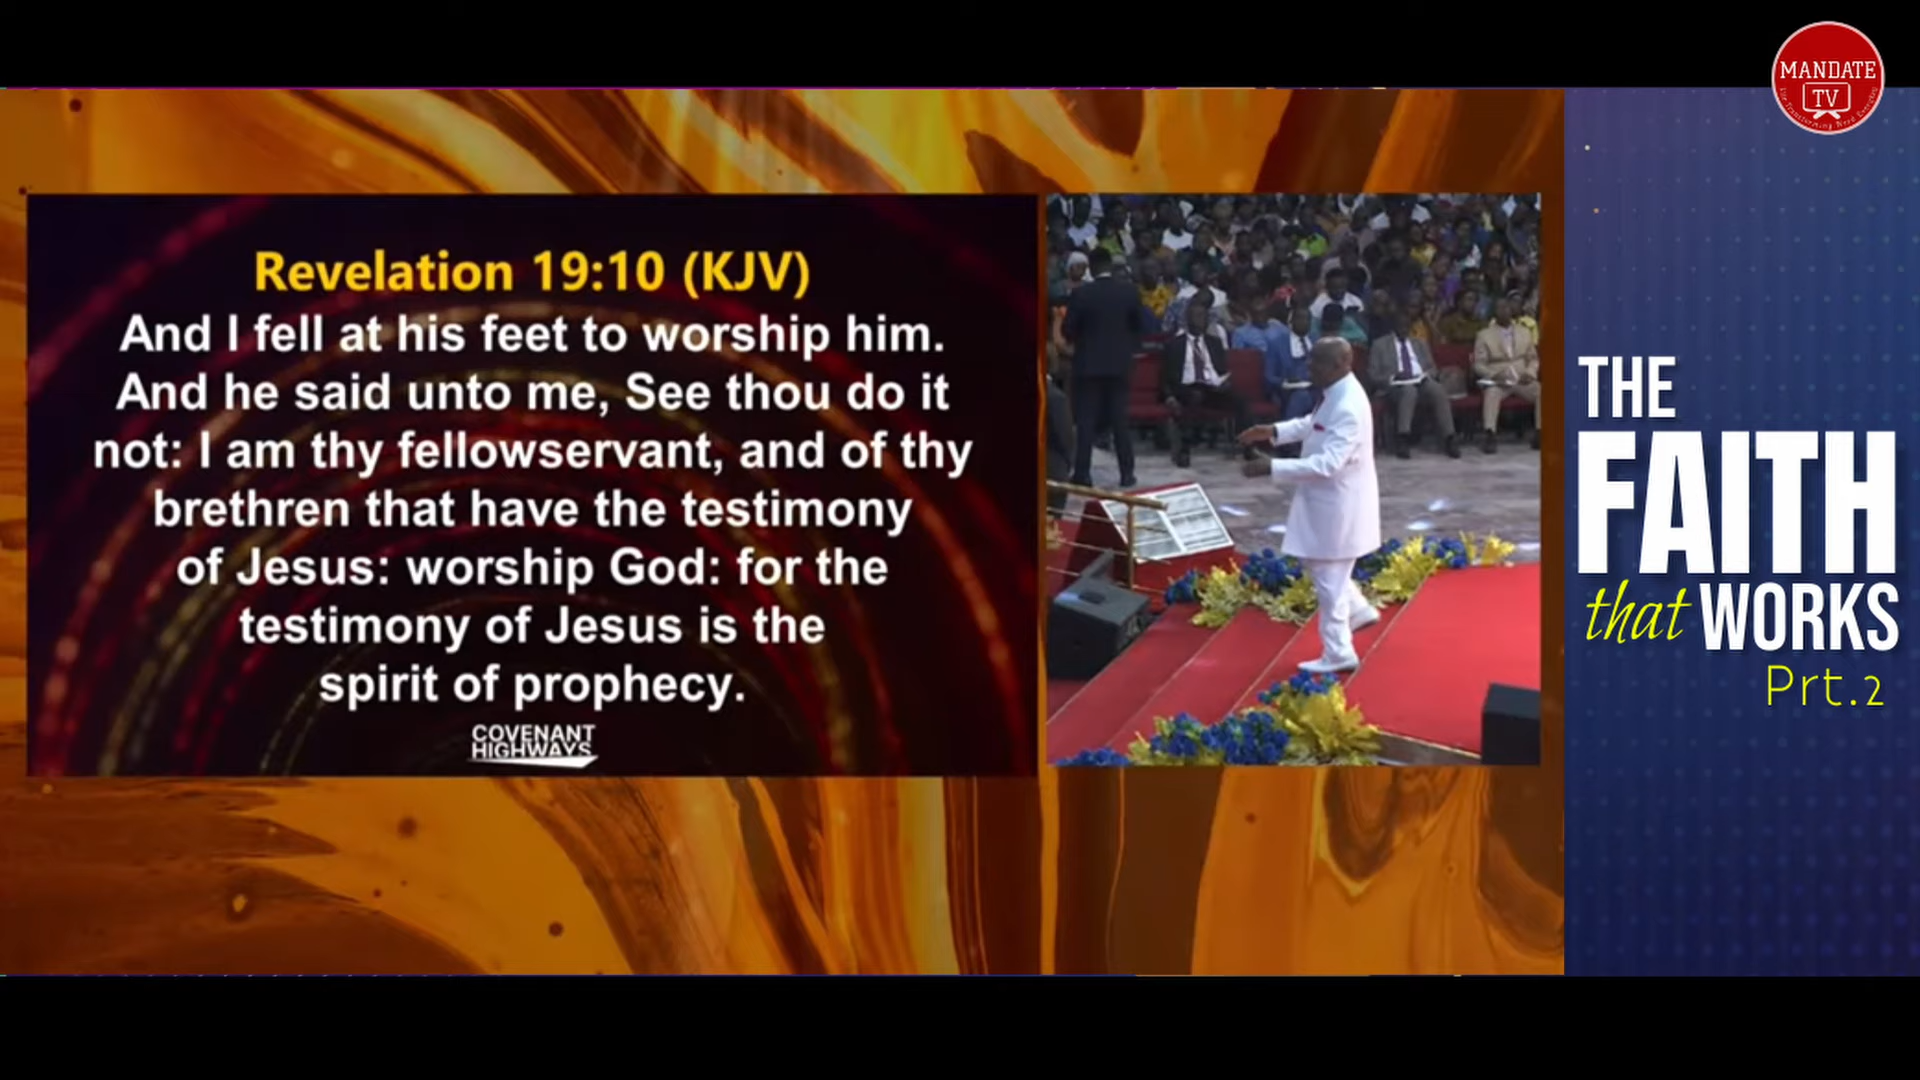 MANDATE
TV
Revelation 19:10 (KJV)
And I fell at his feet to worship him.
And he said unto me, See thou do it
not: I am thy fellowservant, and of thy
brethren that have the testimony
of Jesus: worship God: for the
testimony of Jesus is the
spirit of prophecy.
COVENANT
HIGHWAYS
THE
FAITH
that WORKS
Prt.2